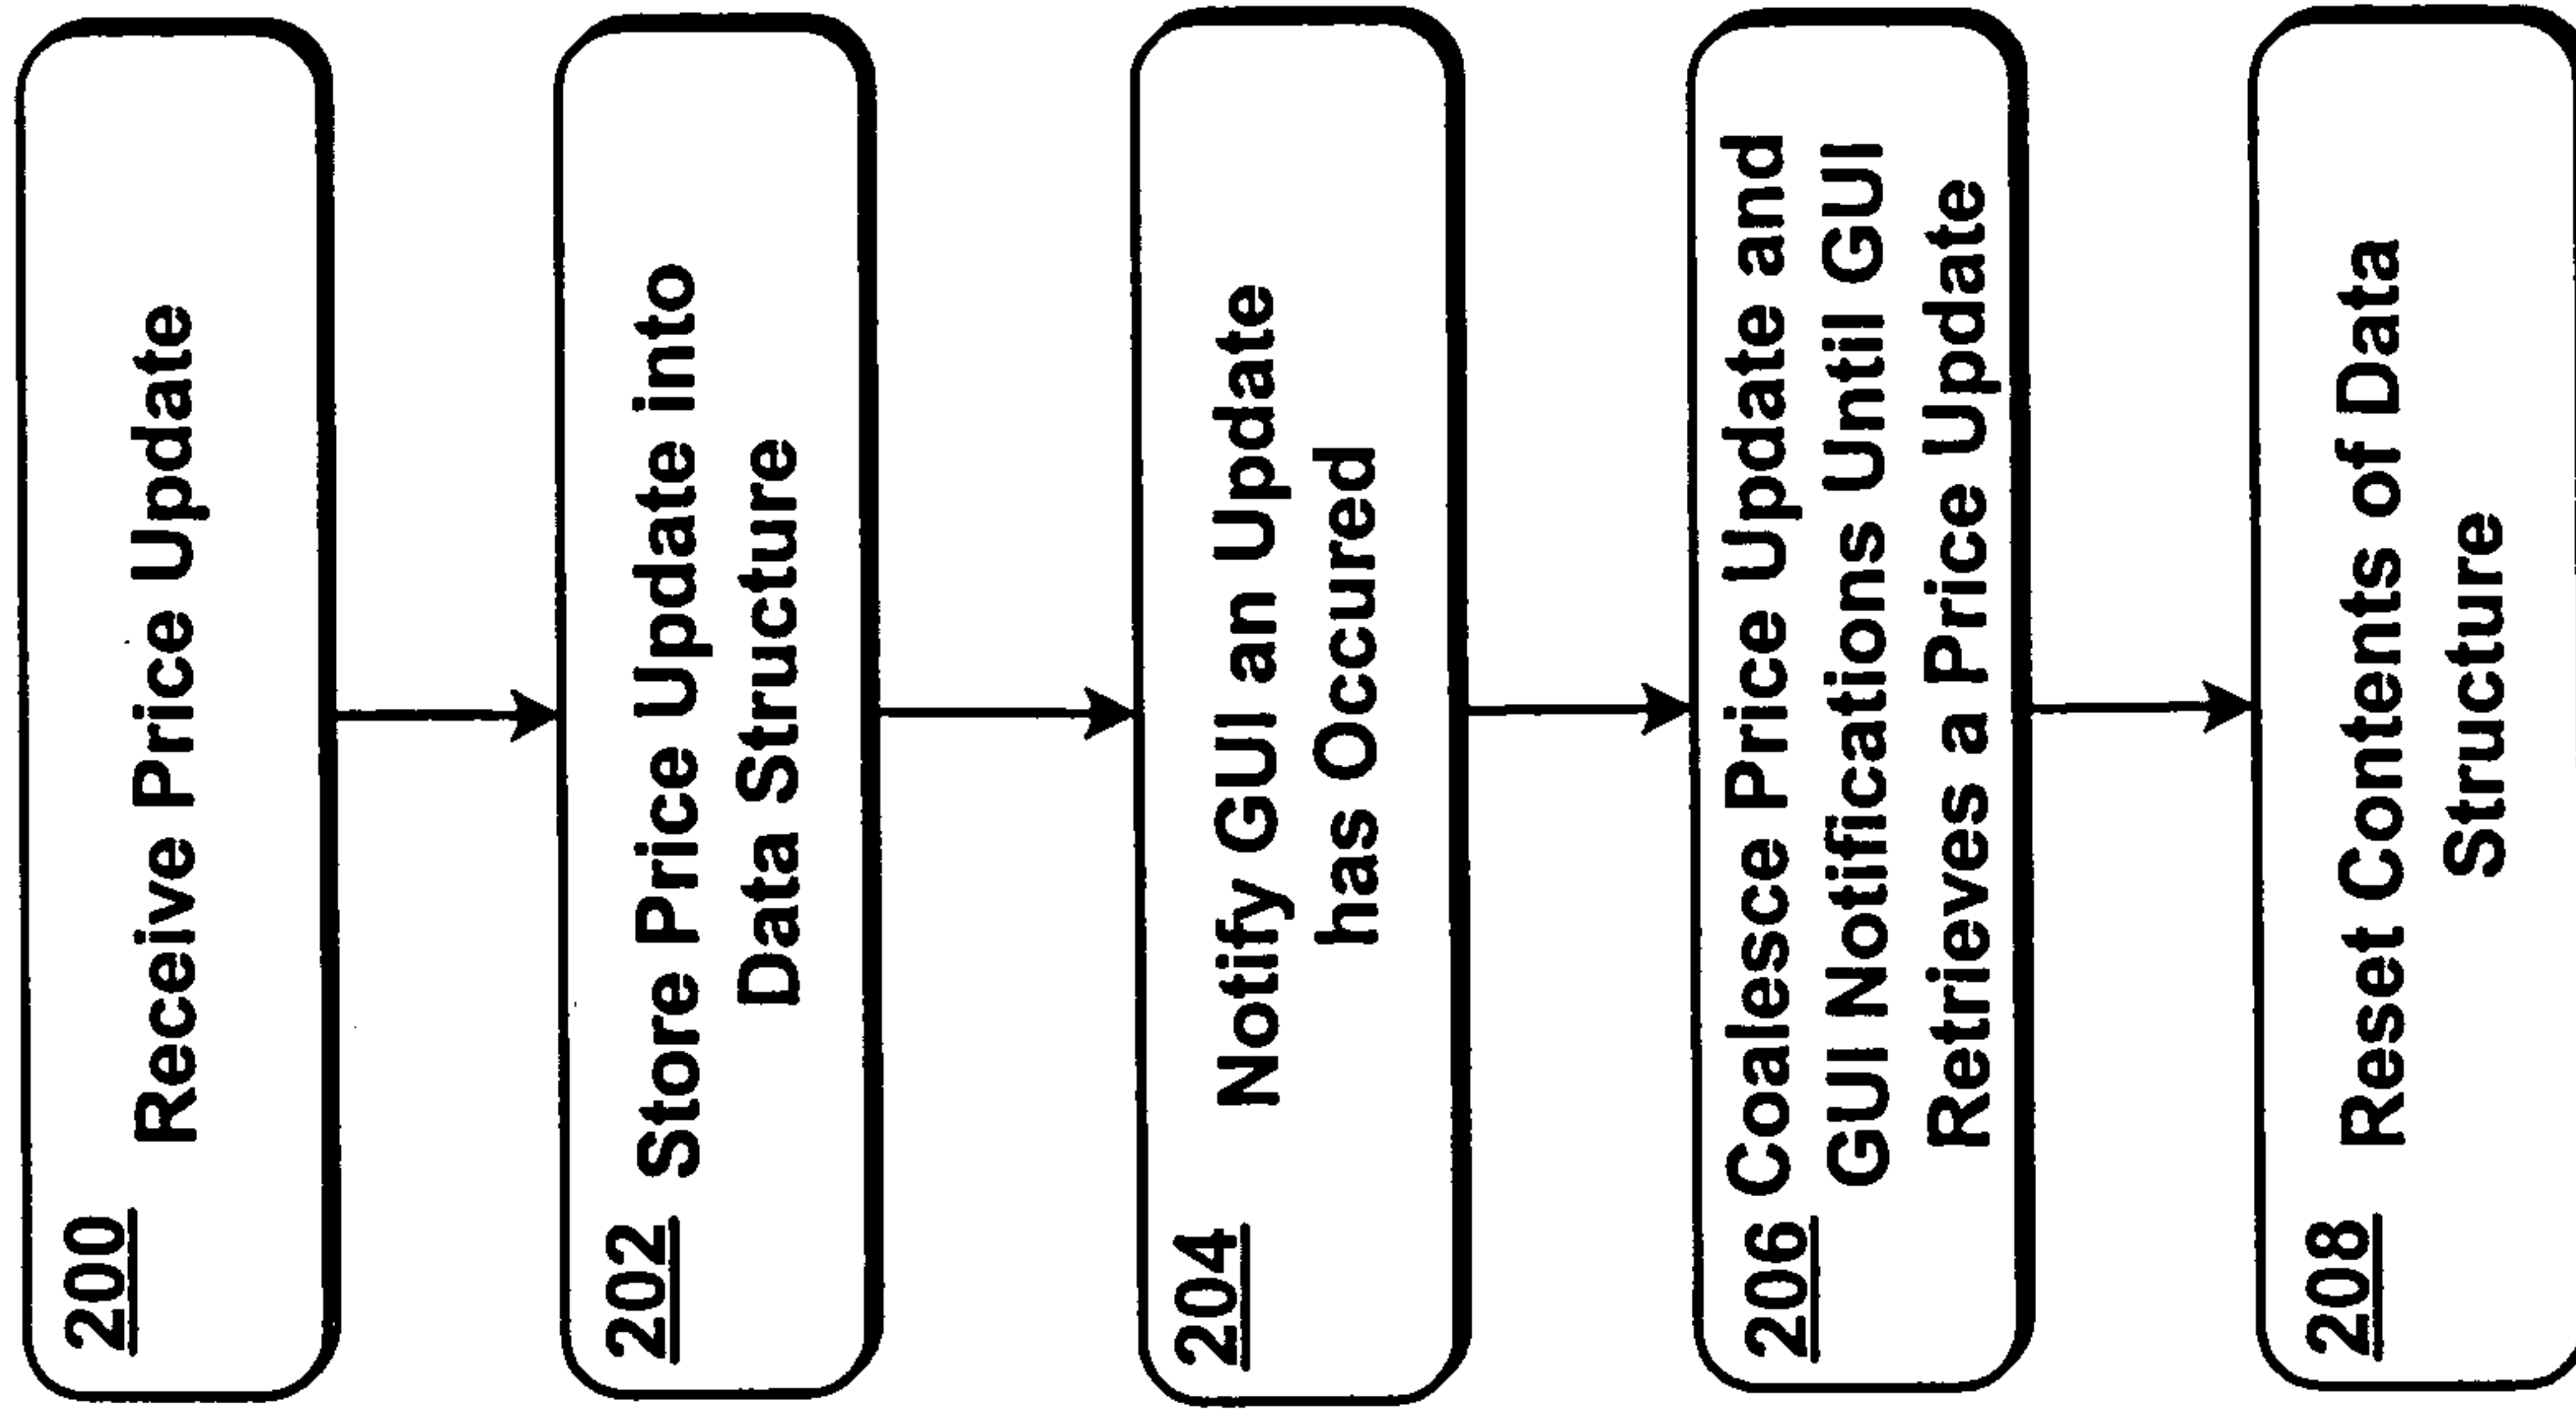 200
Receive Price Update
202
Store Price Update into
Data Structure
204
Notify GUI an Update
has Occured
206
Coalesce Price Update and
GUI Notifications Until GUI
Retrieves a Price Update
208
Reset Contents of Data
Structure